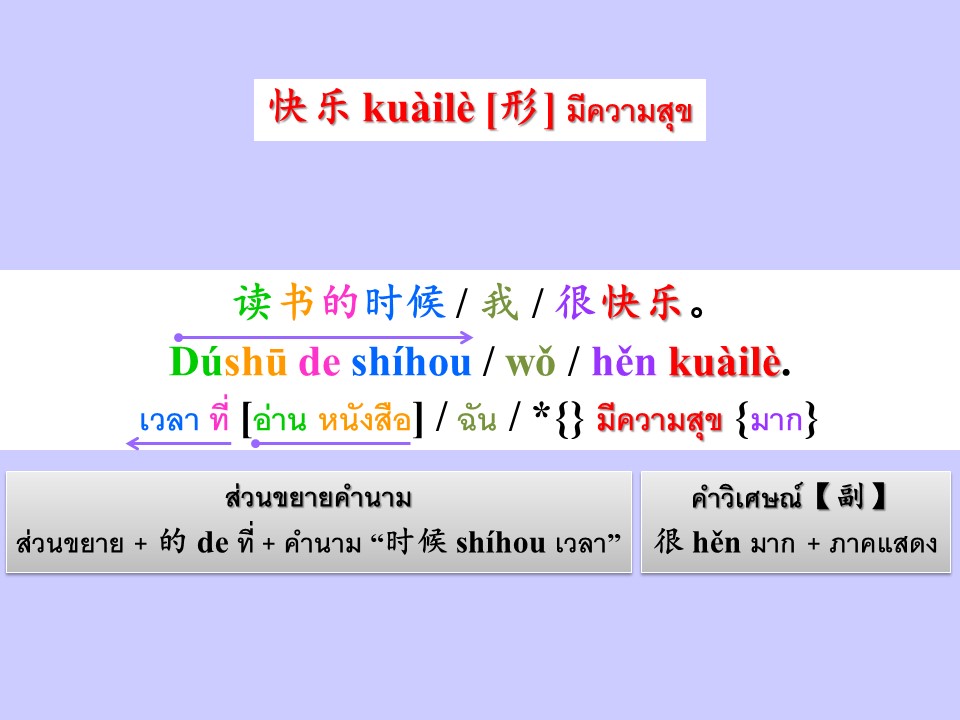 快乐 kuàilè [形] มีความสุข
读书的时候 / 我 / 很快乐。
Dúshū de shíhou / wǒ / hěn kuàilè.
เวลา ที่ [อ่าน หนังสือ] / ฉัน / *{} มีความสุข {มาก}
ส่วนขยายคำนาม
ส่วนขยาย + 的 de ที่ + คำนาม “时候 shíhou เวลา”
คำวิเศษณ์【副】
很 hěn มาก + ภาคแสดง